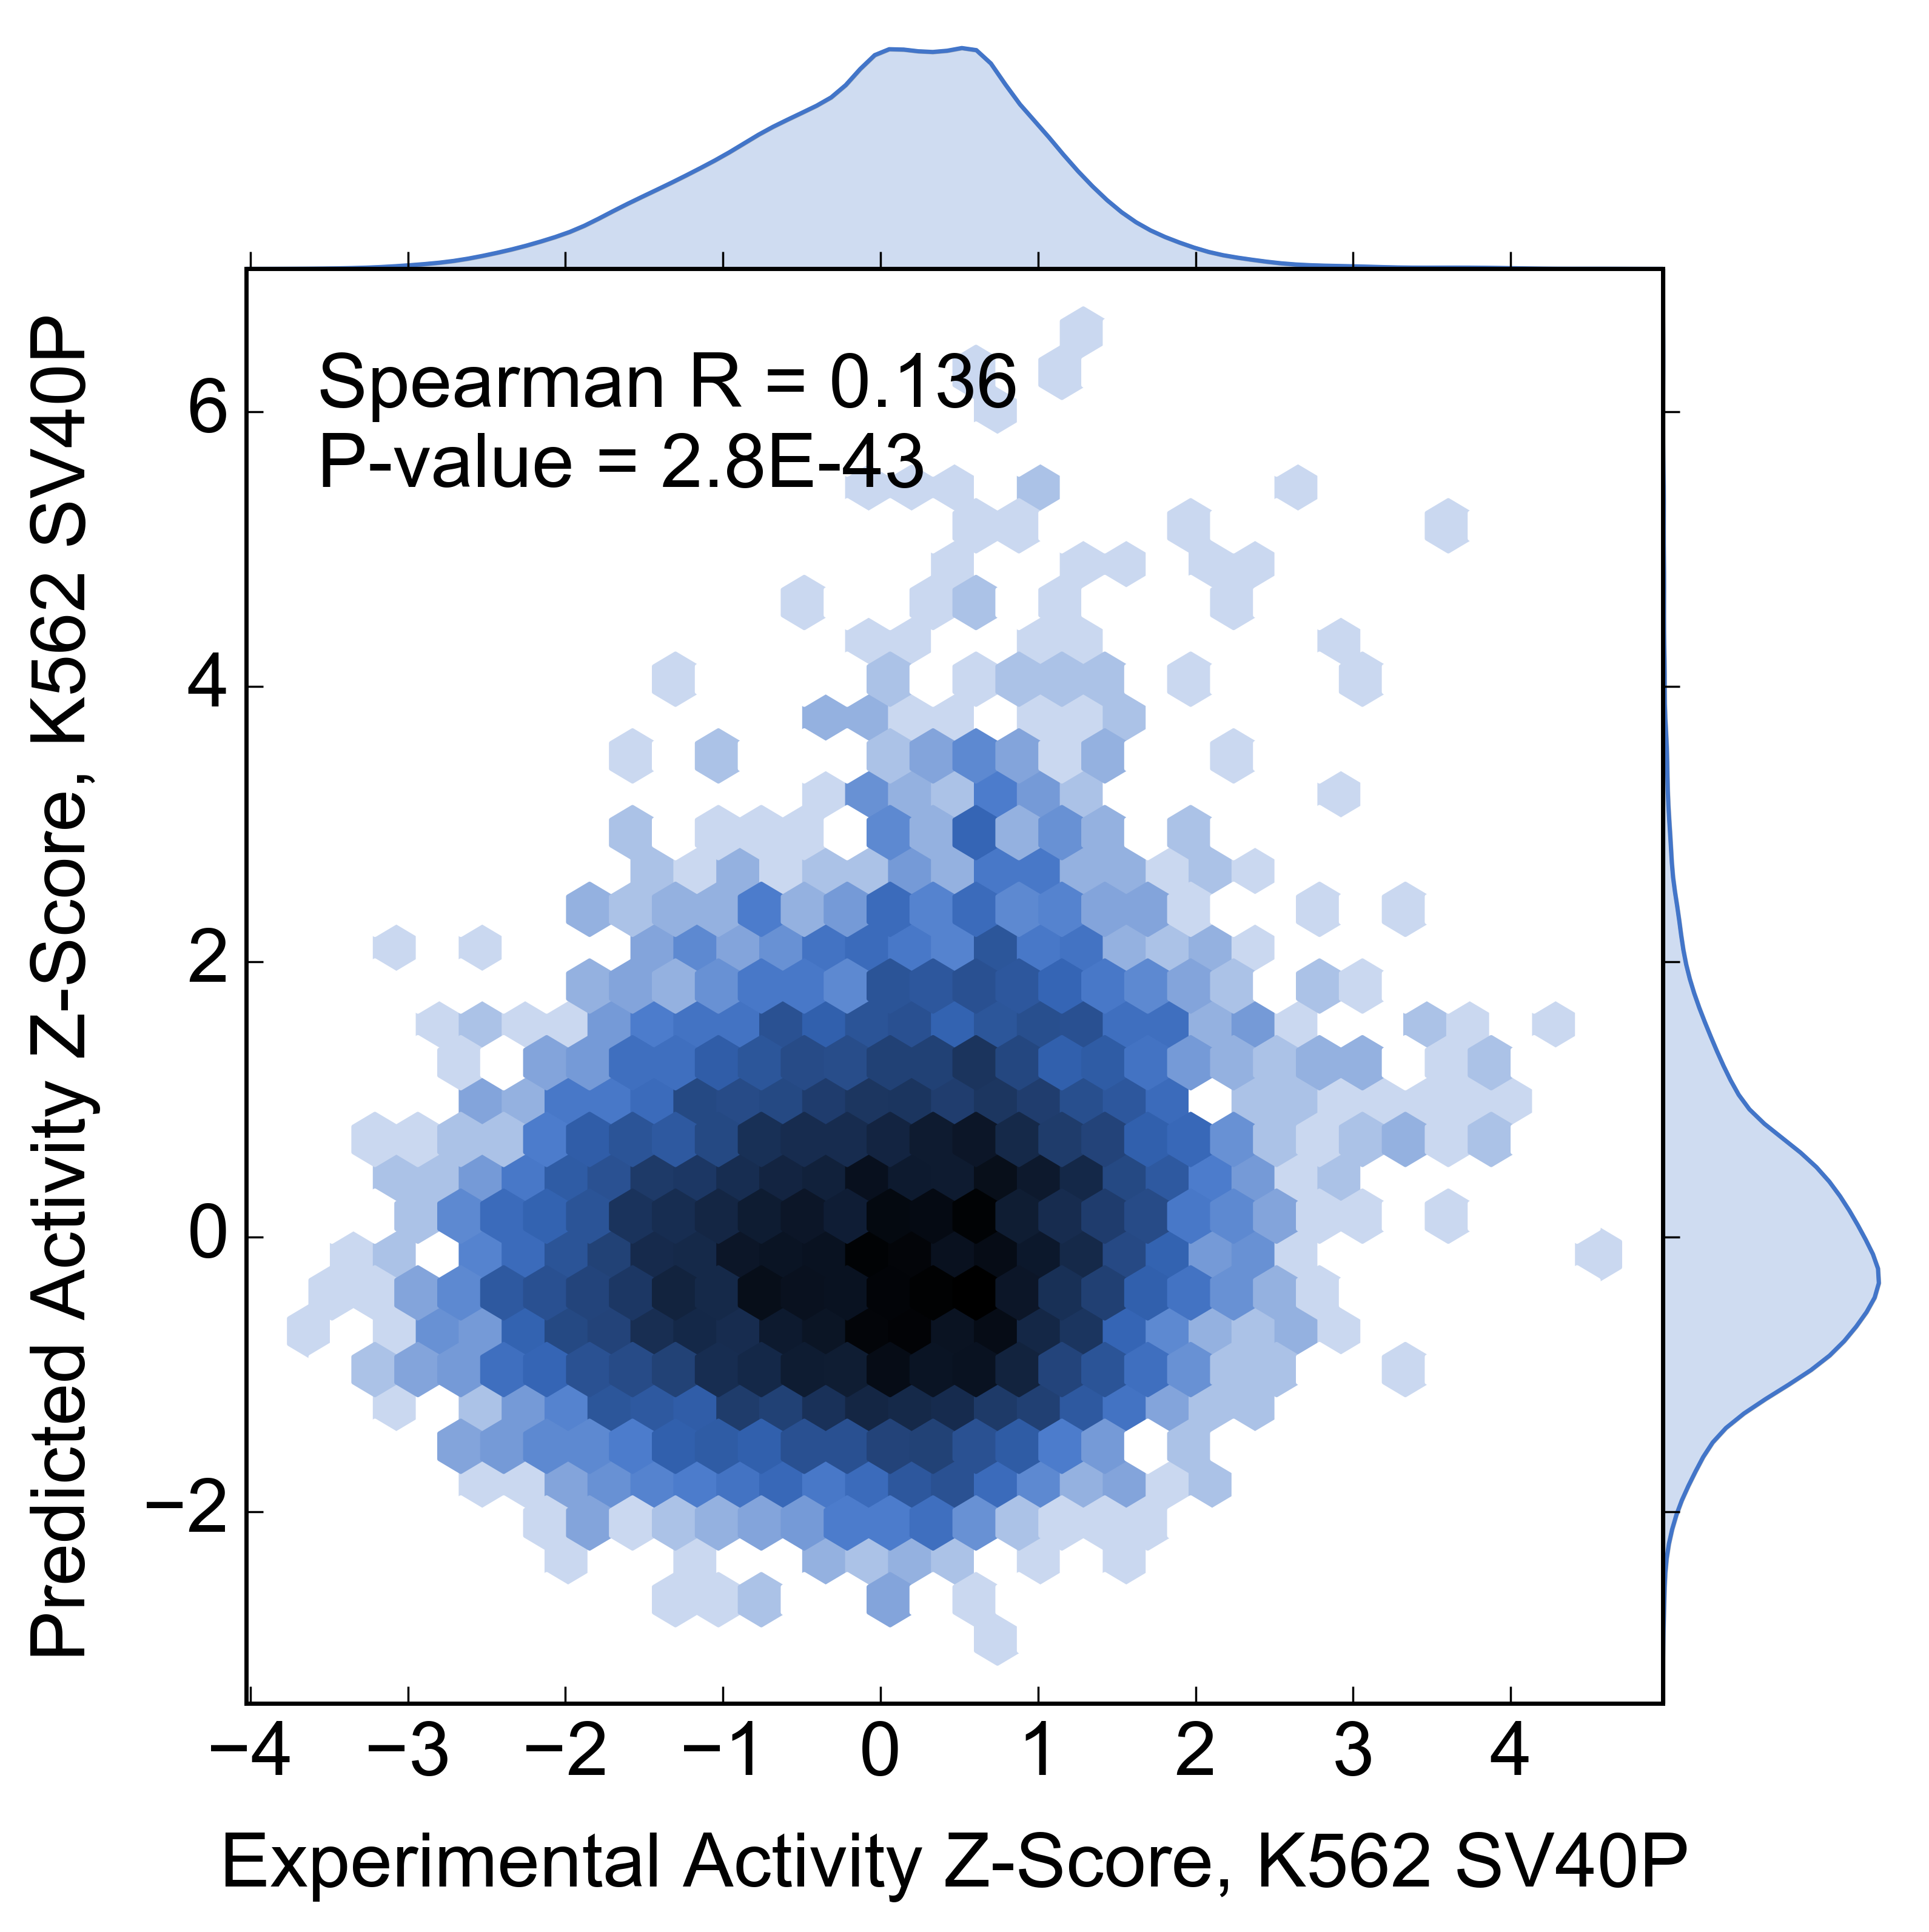 Spearman R = 0.136
P-value = 2.8E-43
Predicted Activity Z-Score, K562 SV40P
6
4
2
0
−2
−4 −3 −2 −1 0 1 2 3 4
Experimental Activity Z-Score, K562 SV40P